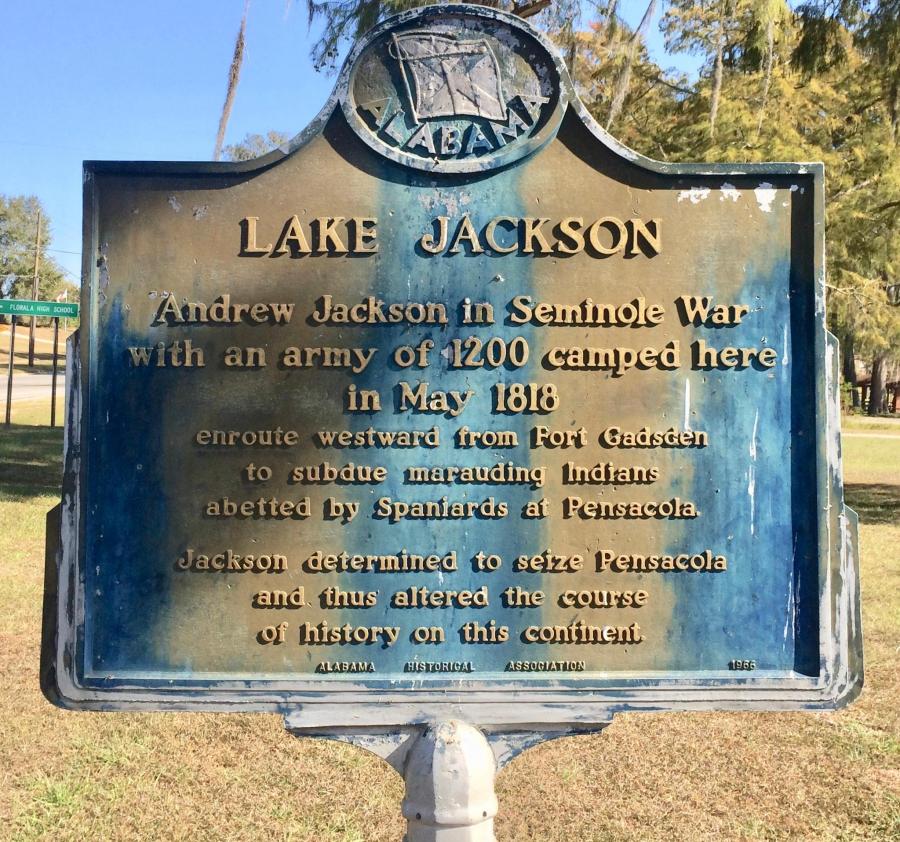 ALABAMA
LAKE JACKSON
Andrew Jackson in Seminole War
with an army of 1200 camped here
in May 1818
enroute westward from Fort Gadsden
to subdue marauding Indians
abetted by Spaniards at Pensacola.
Jackson determined to seize Pensacola
and thus altered the course
of history on this continent.
ALABAMA HISTORICAL ASSOCIATION 1966
FLORALA HIGH SCHOOL